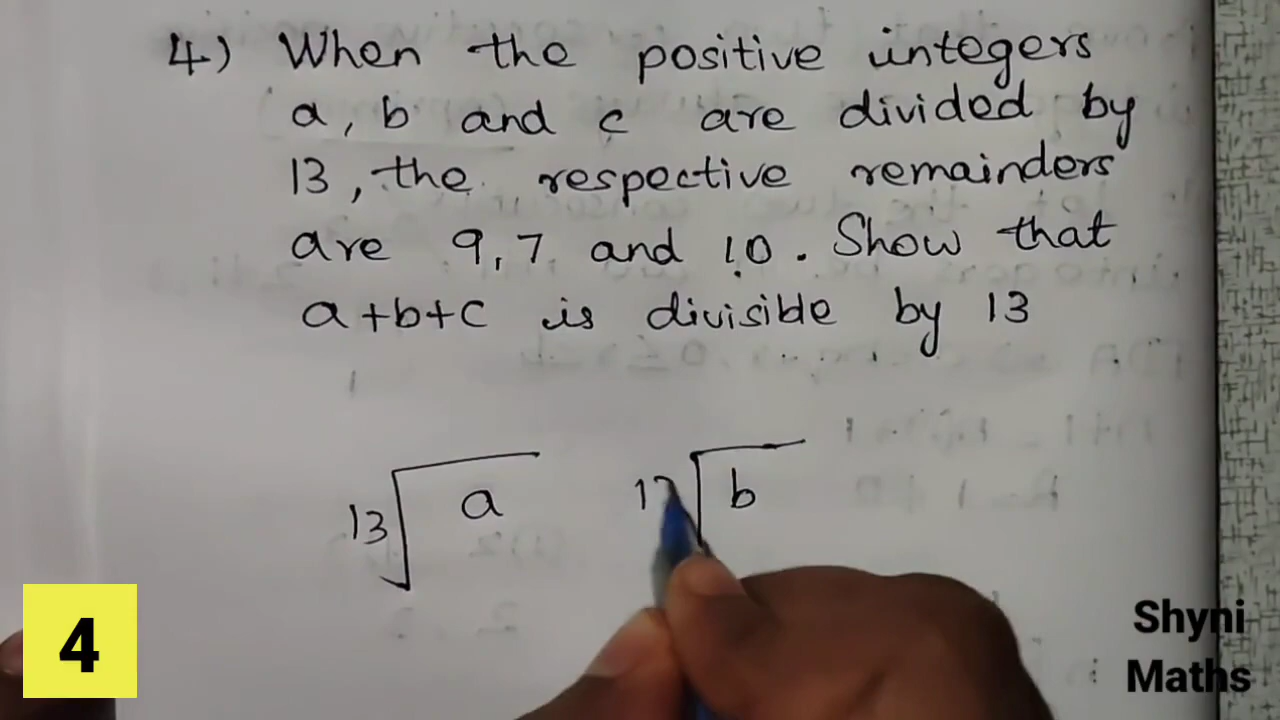 4) When the positive integers
a, b and c are divided by
13, the respective remainders
are 9, 7 and 10. Show that
a+b+c is divisible by 13
13 a
b
4
Shyni
Maths